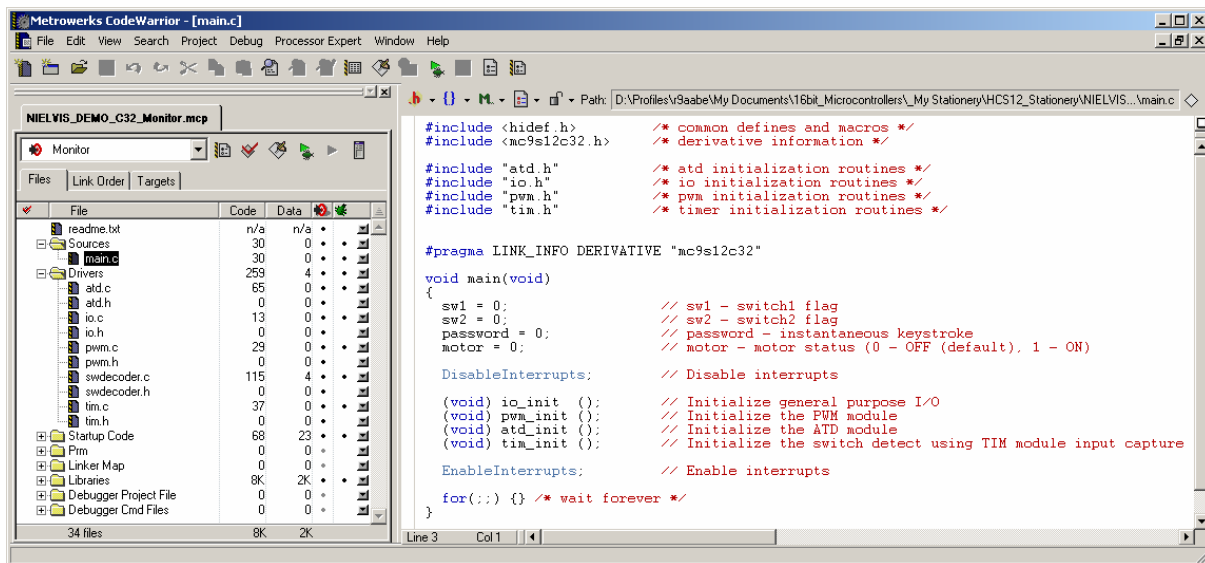 Metrowerks CodeWarrior - [main.c]
File Edit View Search Project Debug Processor Expert Window Help
NIELVIS_DEMO_C32_Monitor.mcp
Monitor
Files Link Order Targets
File Code Data
readme.txt n/a n/a
Sources 30 0
main.c 30 0
Drivers 259 4
atd.c 65 0
atd.h 0 0
io.c 13 0
io.h 0 0
pwm.c 29 0
pwm.h 0 0
swdecoder.c 115 4
swdecoder.h 0 0
tim.c 37 0
tim.h 0 0
Startup Code 68 23
Prm 0 0
Linker Map 0 0
Libraries 8K 2K
Debugger Project File 0 0
Debugger Cmd Files 0 0
34 files 8K 2K
.h {} M. Path: D:\Profiles\r9aabe\My Documents\16bit_Microcontrollers\_My Stationery\HCS12_Stationery\NIELVIS...\main.c
#include <hidef.h> /* common defines and macros */
#include <mc9s12c32.h> /* derivative information */
#include "atd.h" /* atd initialization routines */
#include "io.h" /* io initialization routines */
#include "pwm.h" /* pwm initialization routines */
#include "tim.h" /* timer initialization routines */
#pragma LINK_INFO DERIVATIVE "mc9s12c32"
void main(void)
{
sw1 = 0; // sw1 - switch1 flag
sw2 = 0; // sw2 - switch2 flag
password = 0; // password - instantaneous keystroke
motor = 0; // motor - motor status (0 - OFF (default), 1 - ON)
DisableInterrupts; // Disable interrupts
(void) io_init (); // Initialize general purpose I/O
(void) pwm_init (); // Initialize the PWM module
(void) atd_init (); // Initialize the ATD module
(void) tim_init (); // Initialize the switch detect using TIM module input capture
EnableInterrupts; // Enable interrupts
for(;;) {} /* wait forever */
}
Line 3 Col 1